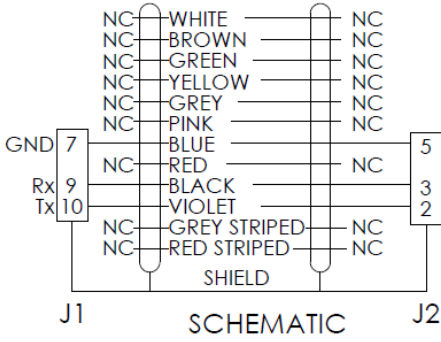 NC WHITE NC
NC BROWN NC
NC GREEN NC
NC YELLOW NC
NC GREY NC
NC PINK NC
GND 7 BLUE 5
NC RED NC
Rx 9 BLACK 3
Tx 10 VIOLET 2
NC GREY STRIPED NC
NC RED STRIPED NC
SHIELD
J1 SCHEMATIC J2